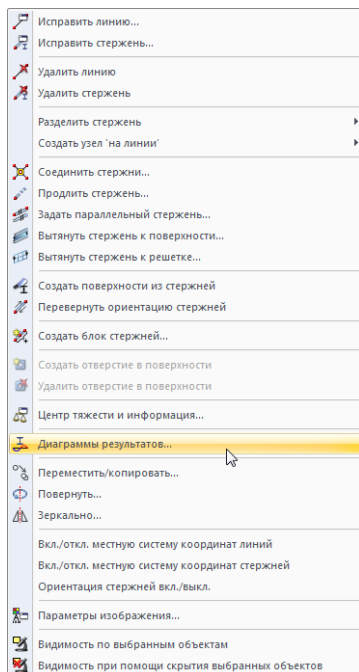 Исправить линию...
Исправить стержень...
Удалить линию
Удалить стержень
Разделить стержень
Создать узел 'на линии'
Соединить стержни...
Продлить стержень...
Задать параллельный стержень...
Вытянуть стержень к поверхности...
Вытянуть стержень к решетке...
Создать поверхности из стержней
Перевернуть ориентацию стержней
Создать блок стержней...
Создать отверстие в поверхности
Удалить отверстие в поверхности
Центр тяжести и информация...
Диаграммы результатов...
Переместить/копировать...
Повернуть...
Зеркально...
Вкл./откл. местную систему координат линий
Вкл./откл. местную систему координат стержней
Ориентация стержней вкл./выкл.
Параметры изображения...
Видимость по выбранным объектам
Видимость при помощи скрытия выбранных объектов